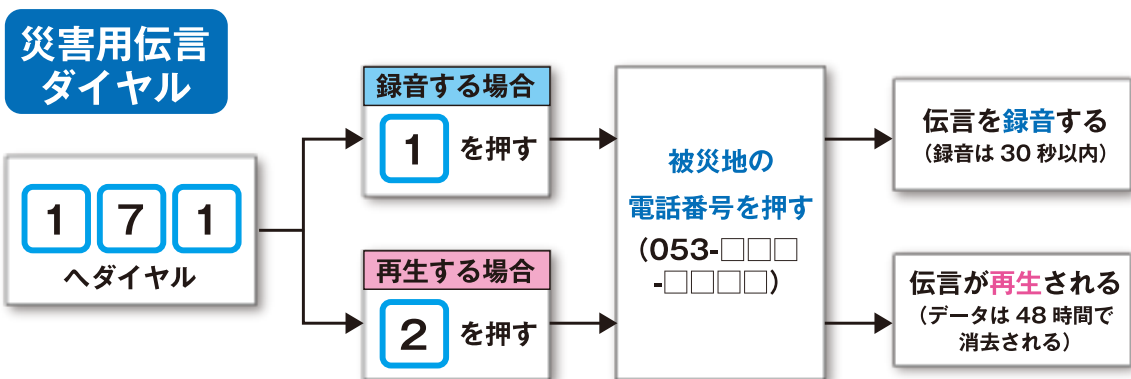 災害用伝言
ダイヤル
1 7 1
へダイヤル
録音する場合
1 を押す
再生する場合
2 を押す
被災地の
電話番号を押す
（053-□□□
-□□□□）
伝言を録音する
（録音は 30 秒以内）
伝言が再生される
（データは 48 時間で
消去される）